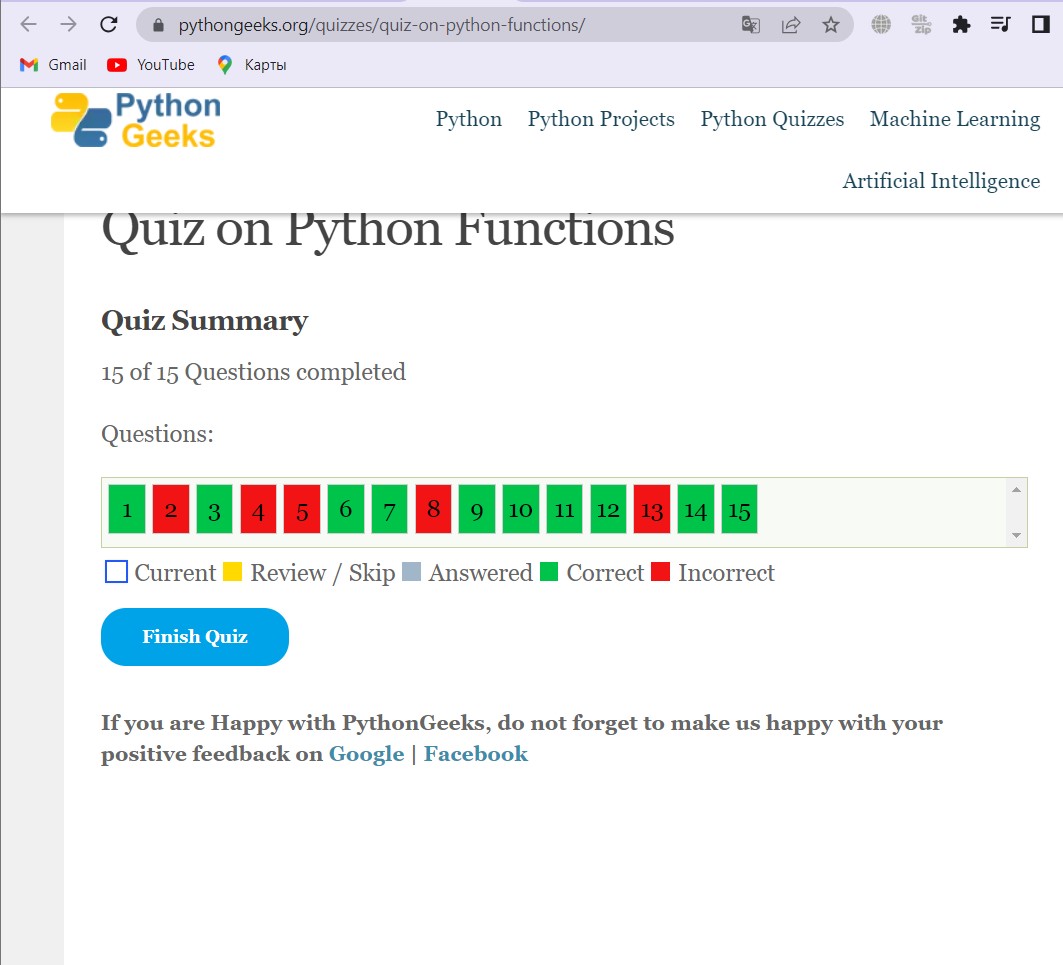 pythongeeks.org/quizzes/quiz-on-python-functions/
Git
zip
Gmail YouTube Карты
Python
Geeks
Python Python Projects Python Quizzes Machine Learning
Artificial Intelligence
Quiz on Python Functions
Quiz Summary
15 of 15 Questions completed
Questions:
1 2 3 4 5 6 7 8 9 10 11 12 13 14 15
Current Review / Skip Answered Correct Incorrect
Finish Quiz
If you are Happy with PythonGeeks, do not forget to make us happy with your
positive feedback on Google | Facebook